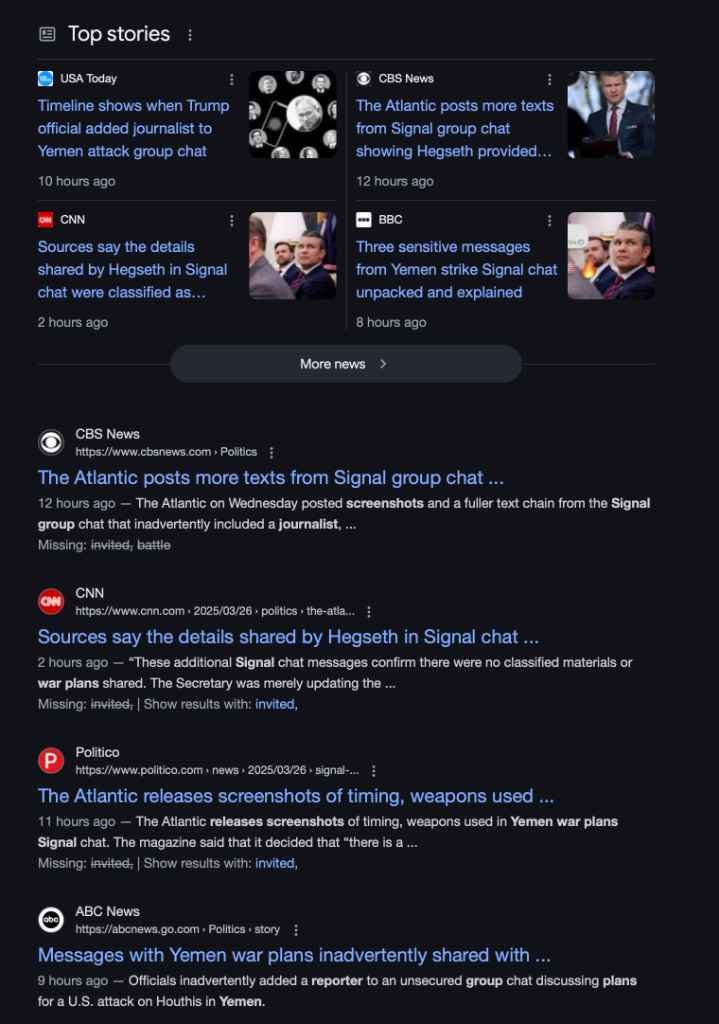 Top stories
USA Today
Timeline shows when Trump
official added journalist to
Yemen attack group chat
10 hours ago
CBS News
The Atlantic posts more texts
from Signal group chat
showing Hegseth provided...
12 hours ago
CNN
Sources say the details
shared by Hegseth in Signal
chat were classified as...
2 hours ago
BBC
Three sensitive messages
from Yemen strike Signal chat
unpacked and explained
8 hours ago
More news
CBS News
https://www.cbsnews.com › Politics
The Atlantic posts more texts from Signal group chat ...
12 hours ago — The Atlantic on Wednesday posted screenshots and a fuller text chain from the Signal
group chat that inadvertently included a journalist, ...
Missing: invited, battle
CNN
https://www.cnn.com › 2025/03/26 › politics › the-atla...
Sources say the details shared by Hegseth in Signal chat ...
2 hours ago — “These additional Signal chat messages confirm there were no classified materials or
war plans shared. The Secretary was merely updating the ...
Missing: invited, | Show results with: invited,
P
Politico
https://www.politico.com › news › 2025/03/26 › signal-...
The Atlantic releases screenshots of timing, weapons used ...
11 hours ago — The Atlantic releases screenshots of timing, weapons used in Yemen war plans
Signal chat. The magazine said that it decided that “there is a ...
Missing: invited, | Show results with: invited,
abc
ABC News
https://abcnews.go.com › Politics › story
Messages with Yemen war plans inadvertently shared with ...
9 hours ago — Officials inadvertently added a reporter to an unsecured group chat discussing plans
for a U.S. attack on Houthis in Yemen.